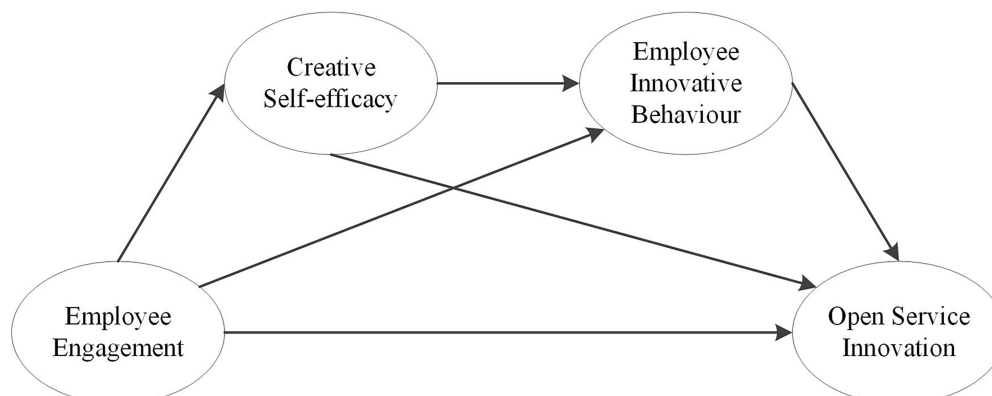 Creative
Self-efficacy
Employee
Innovative
Behaviour
Employee
Engagement
Open Service
Innovation